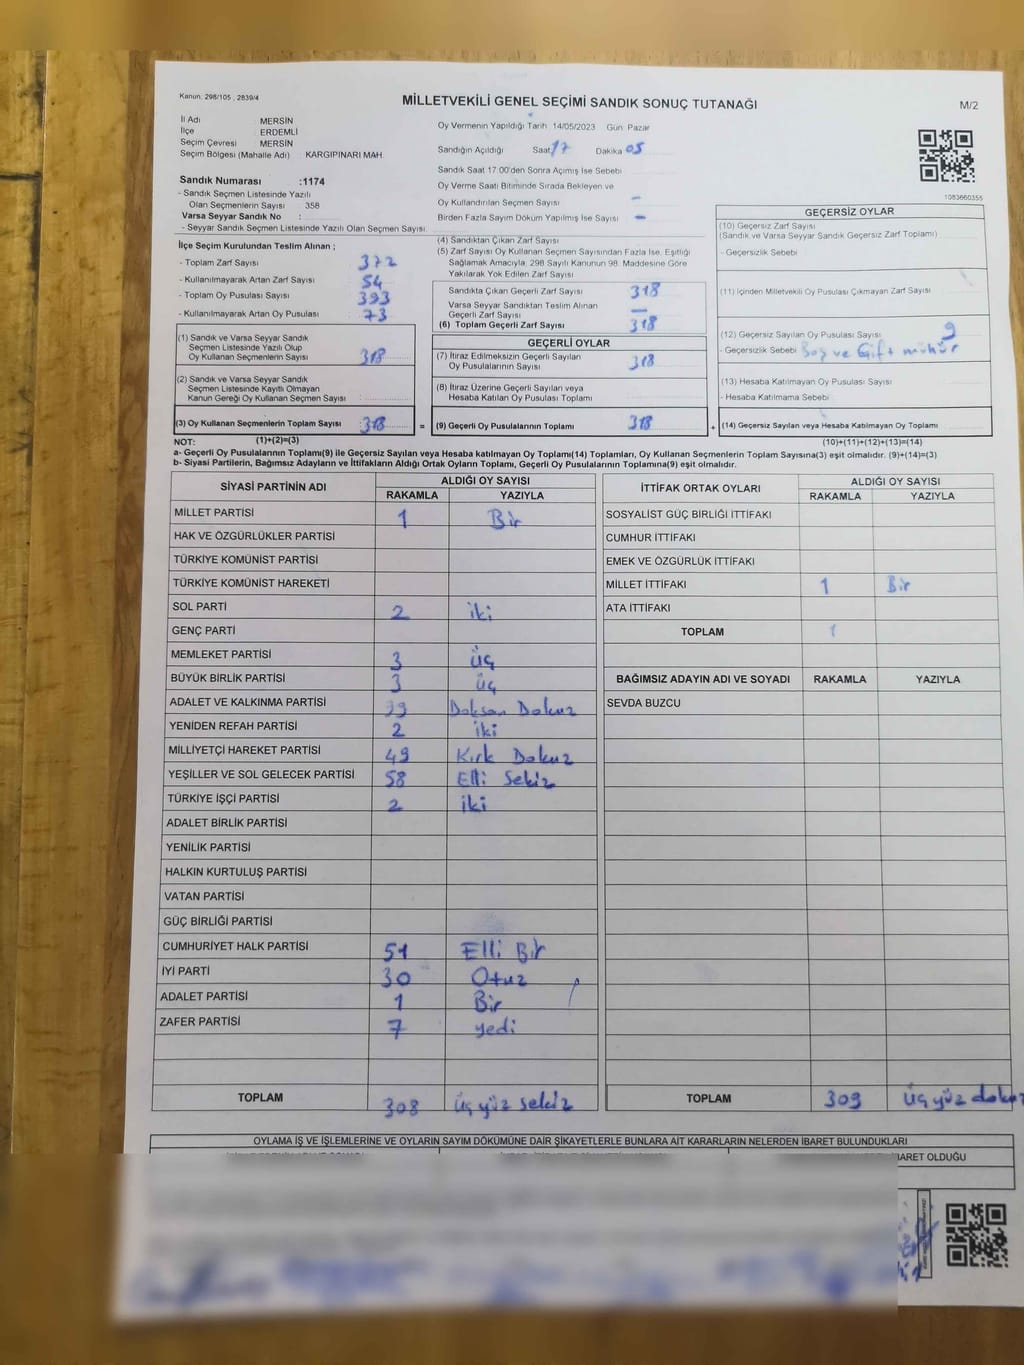 Kanun: 298/105 , 2839/4
MİLLETVEKİLİ GENEL SEÇİMİ SANDIK SONUÇ TUTANAĞI
M/2
İl Adı : MERSİN
İlçe : ERDEMLİ
Seçim Çevresi : MERSİN
Seçim Bölgesi (Mahalle Adı) : KARGIPINARI MAH.
Sandık Numarası :1174
- Sandık Seçmen Listesinde Yazılı
Olan Seçmenlerin Sayısı : 358
Varsa Seyyar Sandık No :
- Seyyar Sandık Seçmen Listesinde Yazılı Olan Seçmen Sayısı:
Oy Vermenin Yapıldığı Tarih: 14/05/2023 Gün: Pazar
Sandığın Açıldığı Saat 17 Dakika 05
Sandık Saat 17:00'den Sonra Açımış İse Sebebi
Oy Verme Saati Bitiminde Sırada Bekleyen ve
Oy Kullandırılan Seçmen Sayısı –
Birden Fazla Sayım Döküm Yapılmış İse Sayısı –
1083660355
İlçe Seçim Kurulundan Teslim Alınan ;
- Toplam Zarf Sayısı 372
- Kullanılmayarak Artan Zarf Sayısı 54
- Toplam Oy Pusulası Sayısı 393
- Kullanılmayarak Artan Oy Pusulası 73
(1) Sandık ve Varsa Seyyar Sandık
Seçmen Listesinde Yazılı Olup
Oy Kullanan Seçmenlerin Sayısı 318
(2) Sandık ve Varsa Seyyar Sandık
Seçmen Listesinde Kayıtlı Olmayan
Kanun Gereği Oy Kullanan Seçmen Sayısı :
(3) Oy Kullanan Seçmenlerin Toplam Sayısı 318 =
(4) Sandıktan Çıkan Zarf Sayısı
(5) Zarf Sayısı Oy Kullanan Seçmen Sayısından Fazla İse, Eşitliği
Sağlamak Amacıyla, 298 Sayılı Kanunun 98. Maddesine Göre
Yakılarak Yok Edilen Zarf Sayısı
Sandıkta Çıkan Geçerli Zarf Sayısı 318
Varsa Seyyar Sandıktan Teslim Alınan
Geçerli Zarf Sayısı –
(6) Toplam Geçerli Zarf Sayısı 318
GEÇERLİ OYLAR
(7) İtiraz Edilmeksizin Geçerli Sayılan
Oy Pusulalarının Sayısı 318
(8) İtiraz Üzerine Geçerli Sayılan veya
Hesaba Katılan Oy Pusulası Toplamı
(9) Geçerli Oy Pusulalarının Toplamı 318 +
GEÇERSİZ OYLAR
(10) Geçersiz Zarf Sayısı
(Sandık ve Varsa Seyyar Sandık Geçersiz Zarf Toplamı)
- Geçersizlik Sebebi
(11) İçinden Milletvekili Oy Pusulası Çıkmayan Zarf Sayısı
(12) Geçersiz Sayılan Oy Pusulası Sayısı 9
- Geçersizlik Sebebi Boş ve Çift mühür
(13) Hesaba Katılmayan Oy Pusulası Sayısı
- Hesaba Katılmama Sebebi
(14) Geçersiz Sayılan veya Hesaba Katılmayan Oy Toplamı
NOT: (1)+(2)=(3)
(10)+(11)+(12)+(13)=(14)
a- Geçerli Oy Pusulalarının Toplamı(9) ile Geçersiz Sayılan veya Hesaba katılmayan Oy Toplamı(14) Toplamları, Oy Kullanan Seçmenlerin Toplam Sayısına(3) eşit olmalıdır. (9)+(14)=(3)
b- Siyasi Partilerin, Bağımsız Adayların ve İttifakların Aldığı Ortak Oyların Toplamı, Geçerli Oy Pusulalarının Toplamına(9) eşit olmalıdır.
SİYASİ PARTİNİN ADI
ALDIĞI OY SAYISI
RAKAMLA YAZIYLA
MİLLET PARTİSİ 1 Bir
HAK VE ÖZGÜRLÜKLER PARTİSİ
TÜRKİYE KOMÜNİST PARTİSİ
TÜRKİYE KOMÜNİST HAREKETİ
SOL PARTİ 2 iki
GENÇ PARTİ
MEMLEKET PARTİSİ 3 üç
BÜYÜK BİRLİK PARTİSİ 3 üç
ADALET VE KALKINMA PARTİSİ 99 Doksan Dokuz
YENİDEN REFAH PARTİSİ 2 iki
MİLLİYETÇİ HAREKET PARTİSİ 49 Kırk Dokuz
YEŞİLLER VE SOL GELECEK PARTİSİ 58 Elli Sekiz
TÜRKİYE İŞÇİ PARTİSİ 2 iki
ADALET BİRLİK PARTİSİ
YENİLİK PARTİSİ
HALKIN KURTULUŞ PARTİSİ
VATAN PARTİSİ
GÜÇ BİRLİĞİ PARTİSİ
CUMHURİYET HALK PARTİSİ 51 Elli Bir
İYİ PARTİ 30 Otuz
ADALET PARTİSİ 1 Bir
ZAFER PARTİSİ 7 yedi
TOPLAM 308 üç yüz sekiz
İTTİFAK ORTAK OYLARI
ALDIĞI OY SAYISI
RAKAMLA YAZIYLA
SOSYALİST GÜÇ BİRLİĞİ İTTİFAKI
CUMHUR İTTİFAKI
EMEK VE ÖZGÜRLÜK İTTİFAKI
MİLLET İTTİFAKI 1 Bir
ATA İTTİFAKI
TOPLAM 1
BAĞIMSIZ ADAYIN ADI VE SOYADI RAKAMLA YAZIYLA
SEVDA BUZCU
TOPLAM 309 üç yüz dokuz
OYLAMA İŞ VE İŞLEMLERİNE VE OYLARIN SAYIM DÖKÜMÜNE DAİR ŞİKAYETLERLE BUNLARA AİT KARARLARIN NELERDEN İBARET BULUNDUKLARI
BARET OLDUĞU